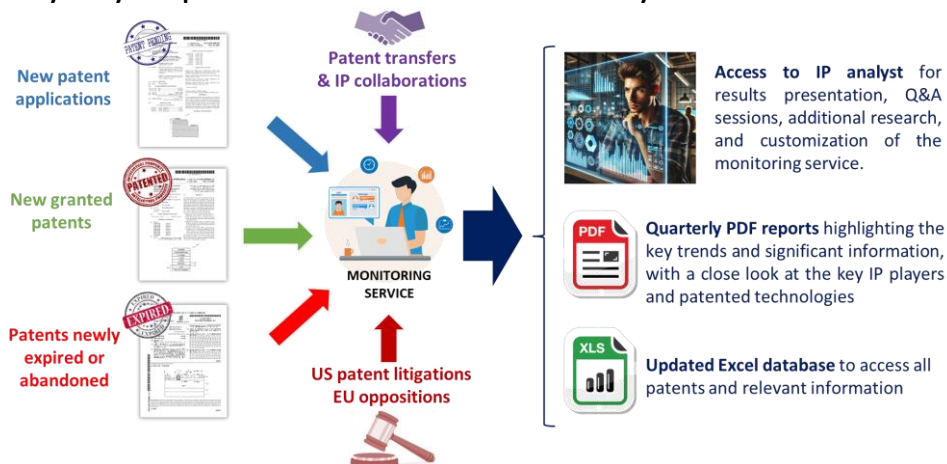 PATENT PENDING
New patent
applications
PATENTED
New granted
patents
EXPIRED
Patents newly
expired or
abandoned
Patent transfers
& IP collaborations
MONITORING
SERVICE
US patent litigations
EU oppositions
Access to IP analyst for
results presentation, Q&A
sessions, additional research,
and customization of the
monitoring service.
PDF
Quarterly PDF reports highlighting the
key trends and significant information,
with a close look at the key IP players
and patented technologies
XLS
Updated Excel database to access all
patents and relevant information